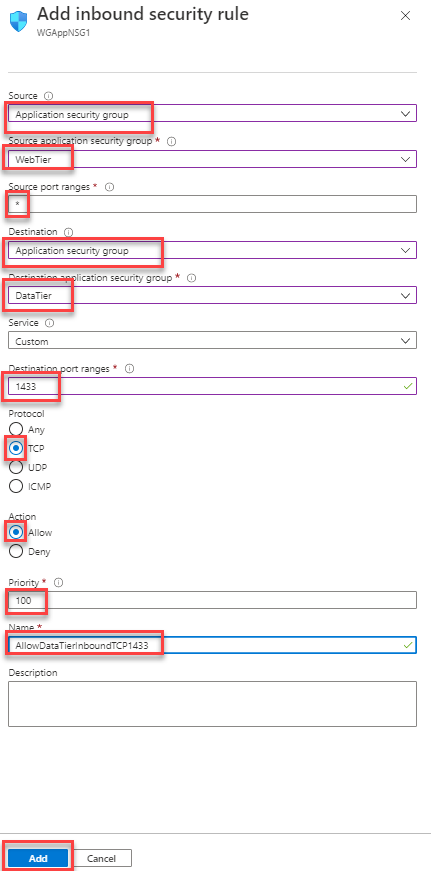 Add inbound security rule
WGAppNSG1
Source
Application security group
Source application security group *
WebTier
Source port ranges *
*
Destination
Application security group
Destination application security group *
DataTier
Service
Custom
Destination port ranges *
1433
Protocol
Any
TCP
UDP
ICMP
Action
Allow
Deny
Priority *
100
Name *
AllowDataTierInboundTCP1433
Description
Add Cancel